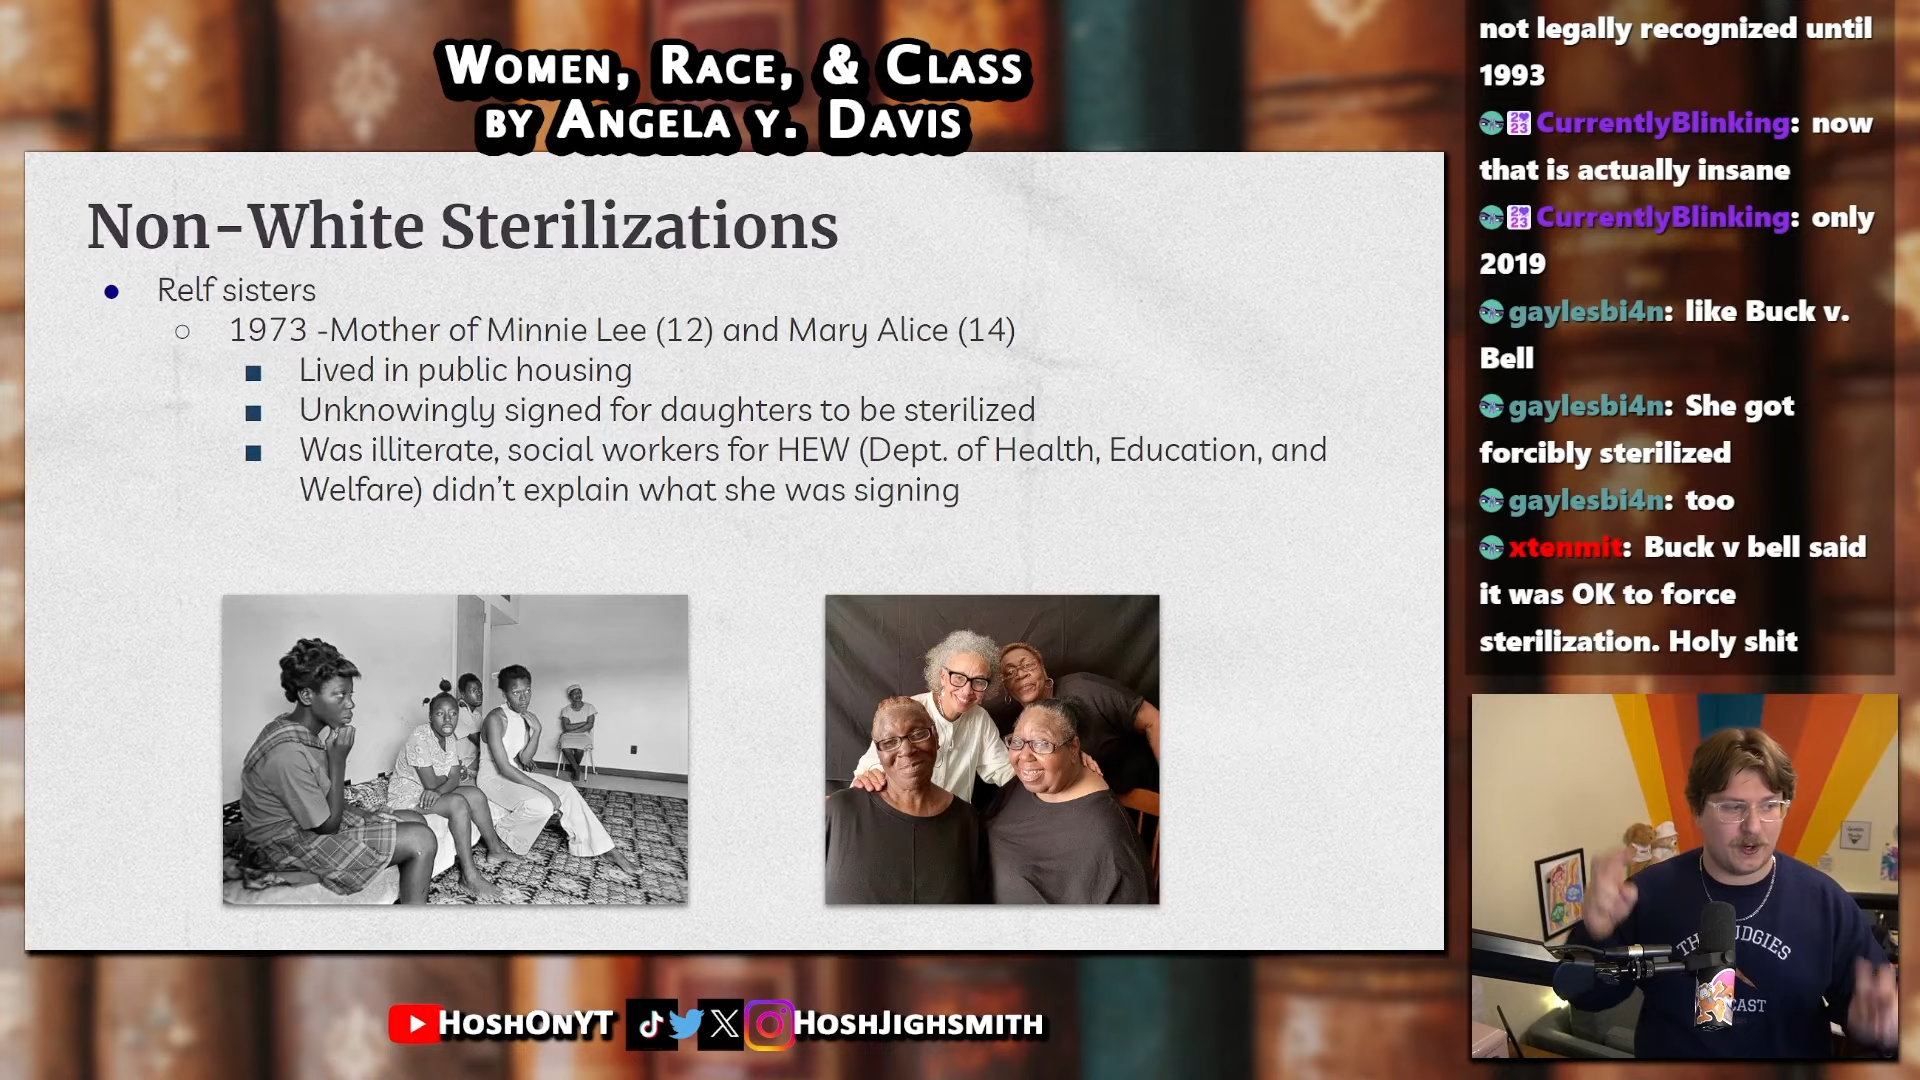 Women, Race, & Class
by Angela Y. Davis
Non-White Sterilizations
Relf sisters
1973 -Mother of Minnie Lee (12) and Mary Alice (14)
Lived in public housing
Unknowingly signed for daughters to be sterilized
Was illiterate, social workers for HEW (Dept. of Health, Education, and
Welfare) didn't explain what she was signing
HoshOnYT
HoshJighsmith
not legally recognized until
1993
CurrentlyBlinking: now
that is actually insane
CurrentlyBlinking: only
2019
gaylesbi4n: like Buck v.
Bell
gaylesbi4n: She got
forcibly sterilized
gaylesbi4n: too
xtenmit: Buck v bell said
it was OK to force
sterilization. Holy shit